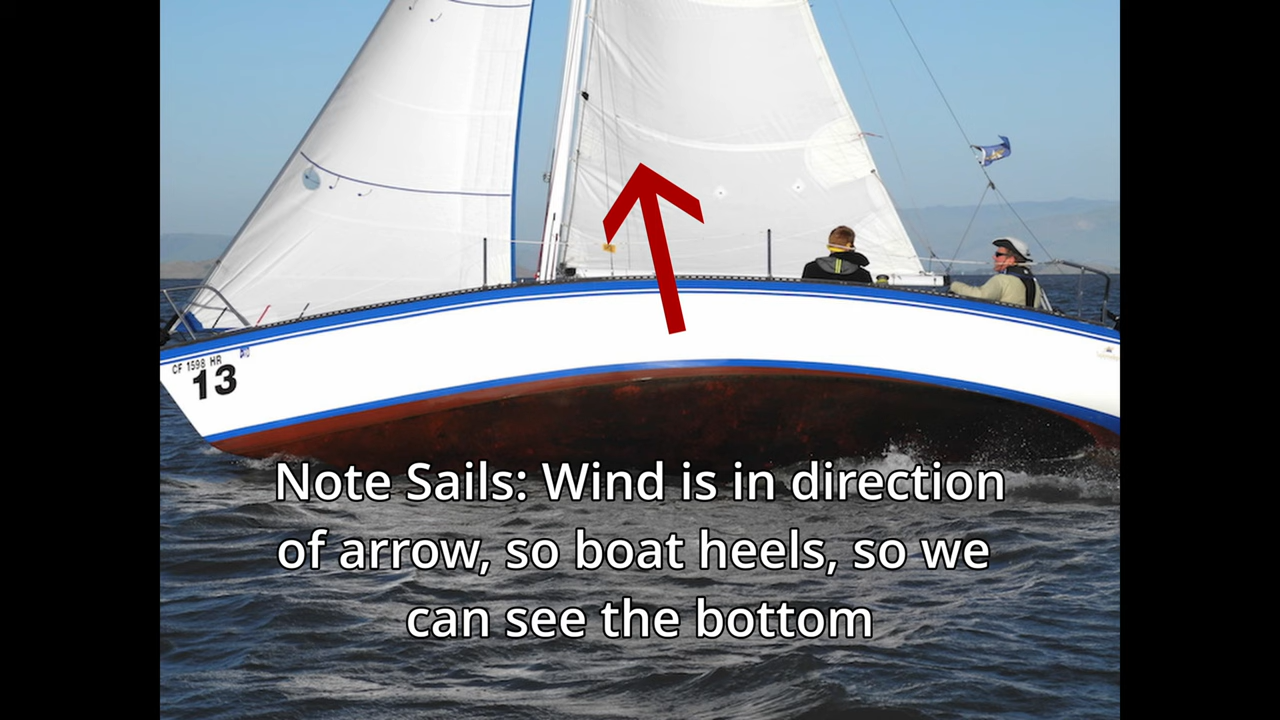 CF 1598 HR
13
Note Sails: Wind is in direction
of arrow, so boat heels, so we
can see the bottom